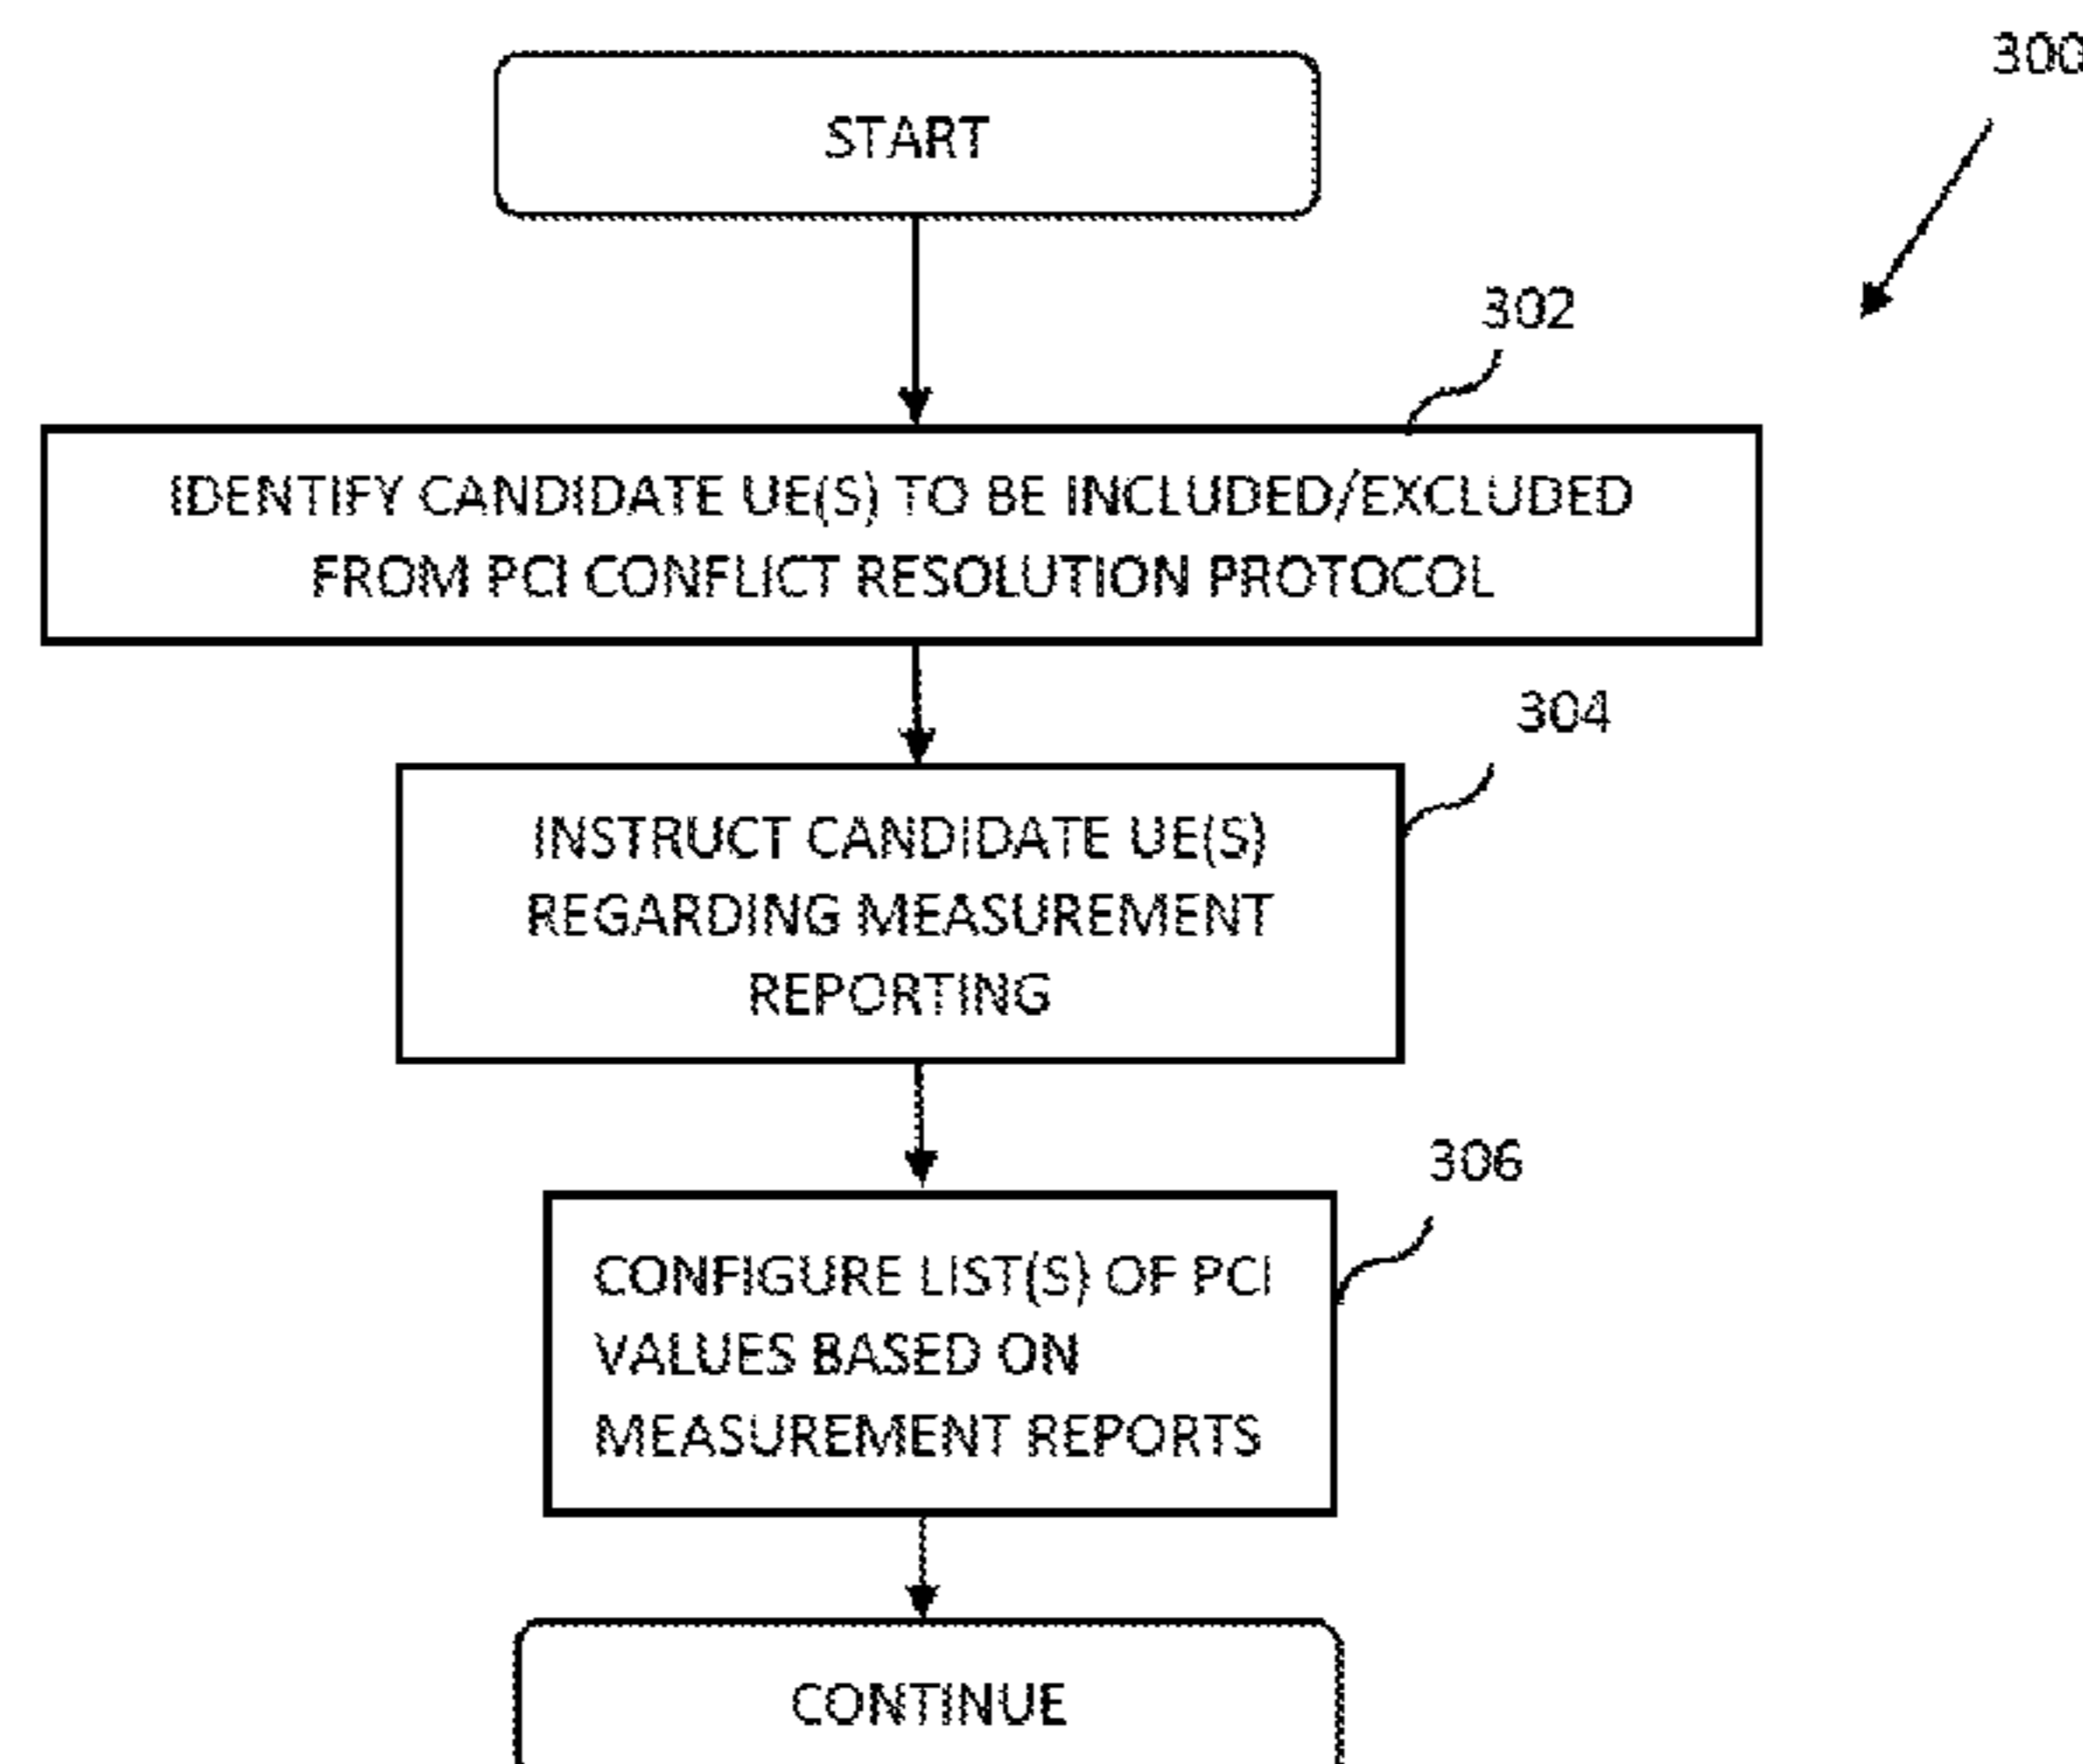 300
START
302
IDENTIFY CANDIDATE UE(S) TO BE INCLUDED/EXCLUDED
FROM PCI CONFLICT RESOLUTION PROTOCOL
304
INSTRUCT CANDIDATE UE(S)
REGARDING MEASUREMENT
REPORTING
306
CONFIGURE LIST(S) OF PCI
VALUES BASED ON
MEASUREMENT REPORTS
CONTINUE